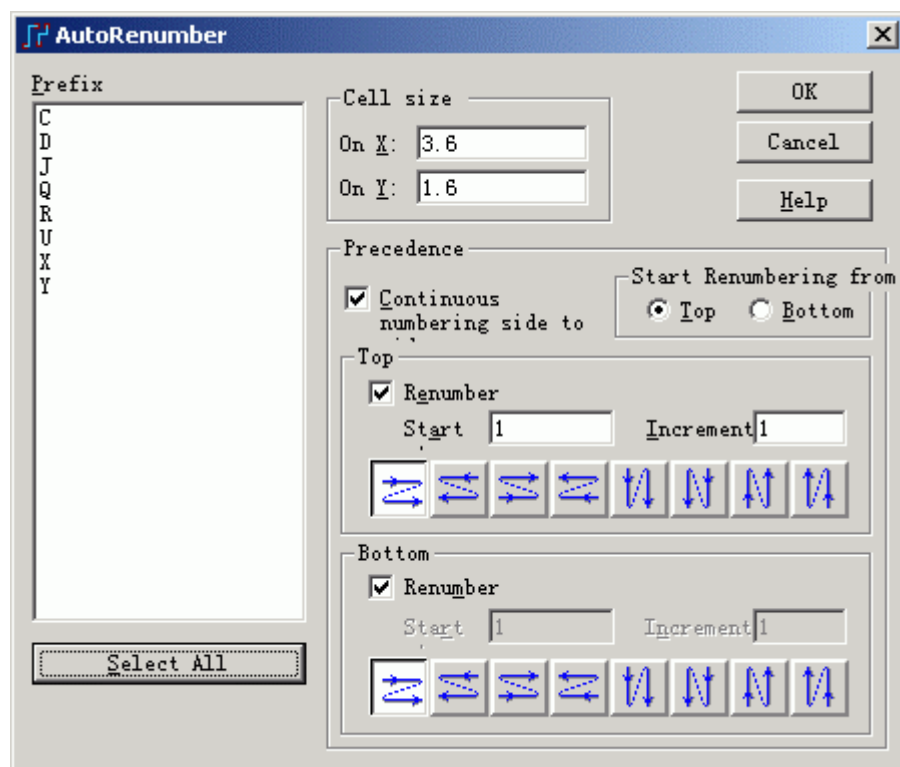 AutoRenumber
Prefix
C
D
J
Q
R
U
X
Y
Select All
Cell size
On X: 3.6
On Y: 1.6
OK
Cancel
Help
Precedence
Continuous
numbering side to
Start Renumbering from
Top
Bottom
Top
Renumber
Start 1 Increment 1
Bottom
Renumber
Start 1 Increment 1